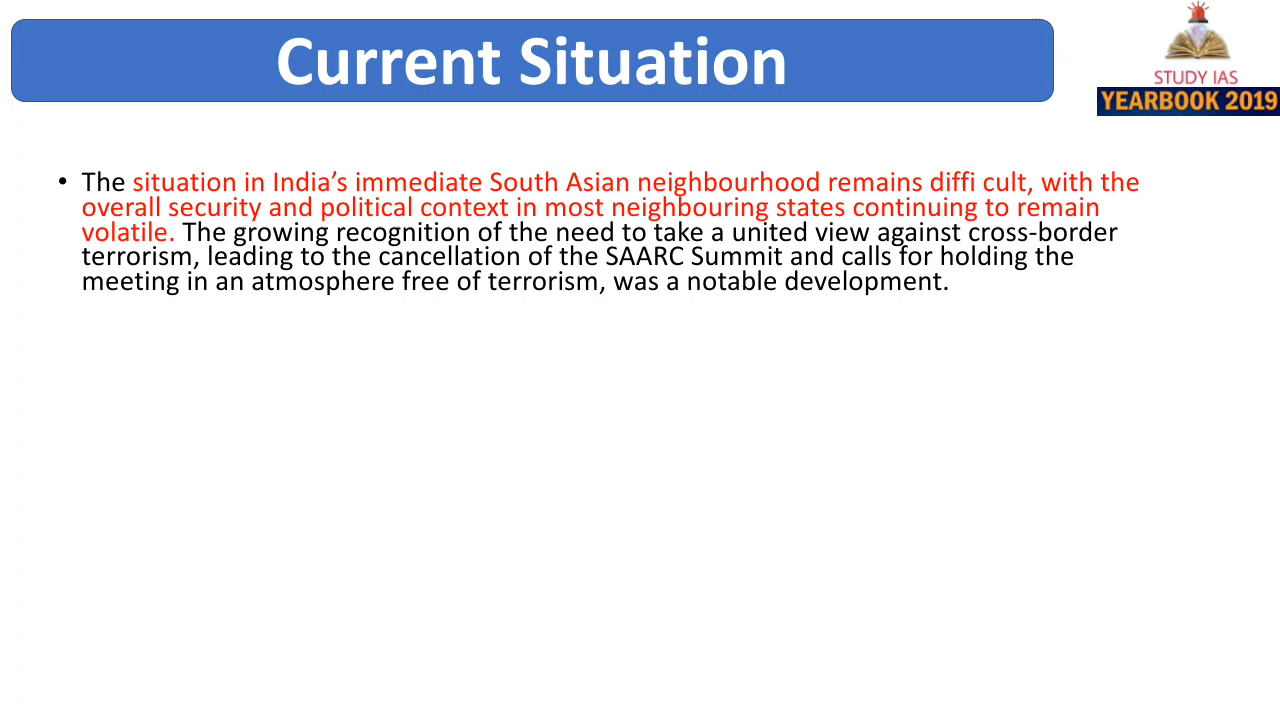 Current Situation
STUDY IAS
YEARBOOK 2019
• The situation in India’s immediate South Asian neighbourhood remains diffi cult, with the
overall security and political context in most neighbouring states continuing to remain
volatile. The growing recognition of the need to take a united view against cross-border
terrorism, leading to the cancellation of the SAARC Summit and calls for holding the
meeting in an atmosphere free of terrorism, was a notable development.